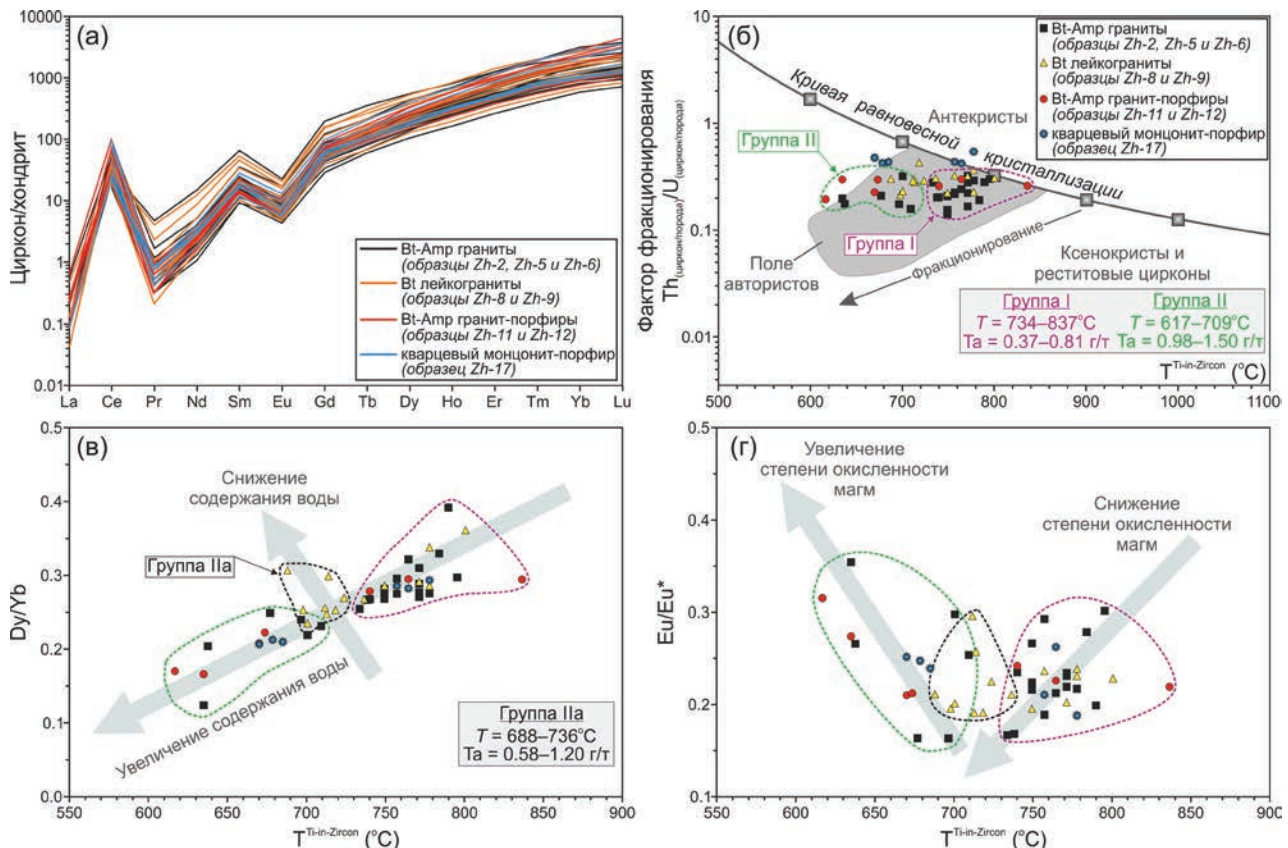 (а)
10000
1000
100
10
1
0.1
0.01
Циркон/хондрит
La Ce Pr Nd Sm Eu Gd Tb Dy Ho Er Tm Yb Lu
Bt-Amp граниты
(образцы Zh-2, Zh-5 и Zh-6)
Bt лейкограниты
(образцы Zh-8 и Zh-9)
Bt-Amp гранит-порфиры
(образцы Zh-11 и Zh-12)
кварцевый монцонит-порфир
(образец Zh-17)
(б)
Bt-Amp граниты
(образцы Zh-2, Zh-5 и Zh-6)
Bt лейкограниты
(образцы Zh-8 и Zh-9)
Bt-Amp гранит-порфиры
(образцы Zh-11 и Zh-12)
кварцевый монцонит-порфир
(образец Zh-17)
10
1
0.1
0.01
Фактор фракционирования
Th(циркон/порода)/U(циркон/порода)
Кривая равновесной кристаллизации
Антекристы
Группа II
Группа I
Поле
автористов
Фракционирование
Ксенокристы и
реститовые цирконы
Группа I
T = 734–837°C
Ta = 0.37–0.81 г/т
Группа II
T = 617–709°C
Ta = 0.98–1.50 г/т
500 600 700 800 900 1000 1100
T Ti-in-Zircon (°C)
(в)
0.5
0.4
0.3
0.2
0.1
0.0
Dy/Yb
Снижение
содержания воды
Группа IIa
Увеличение содержания воды
Группа IIa
T = 688–736°C
Ta = 0.58–1.20 г/т
550 600 650 700 750 800 850 900
T Ti-in-Zircon (°C)
(г)
0.5
0.4
0.3
0.2
0.1
Eu/Eu*
Увеличение
степени окисленности
магм
Снижение
степени окисленности
магм
550 600 650 700 750 800 850 900
T Ti-in-Zircon (°C)